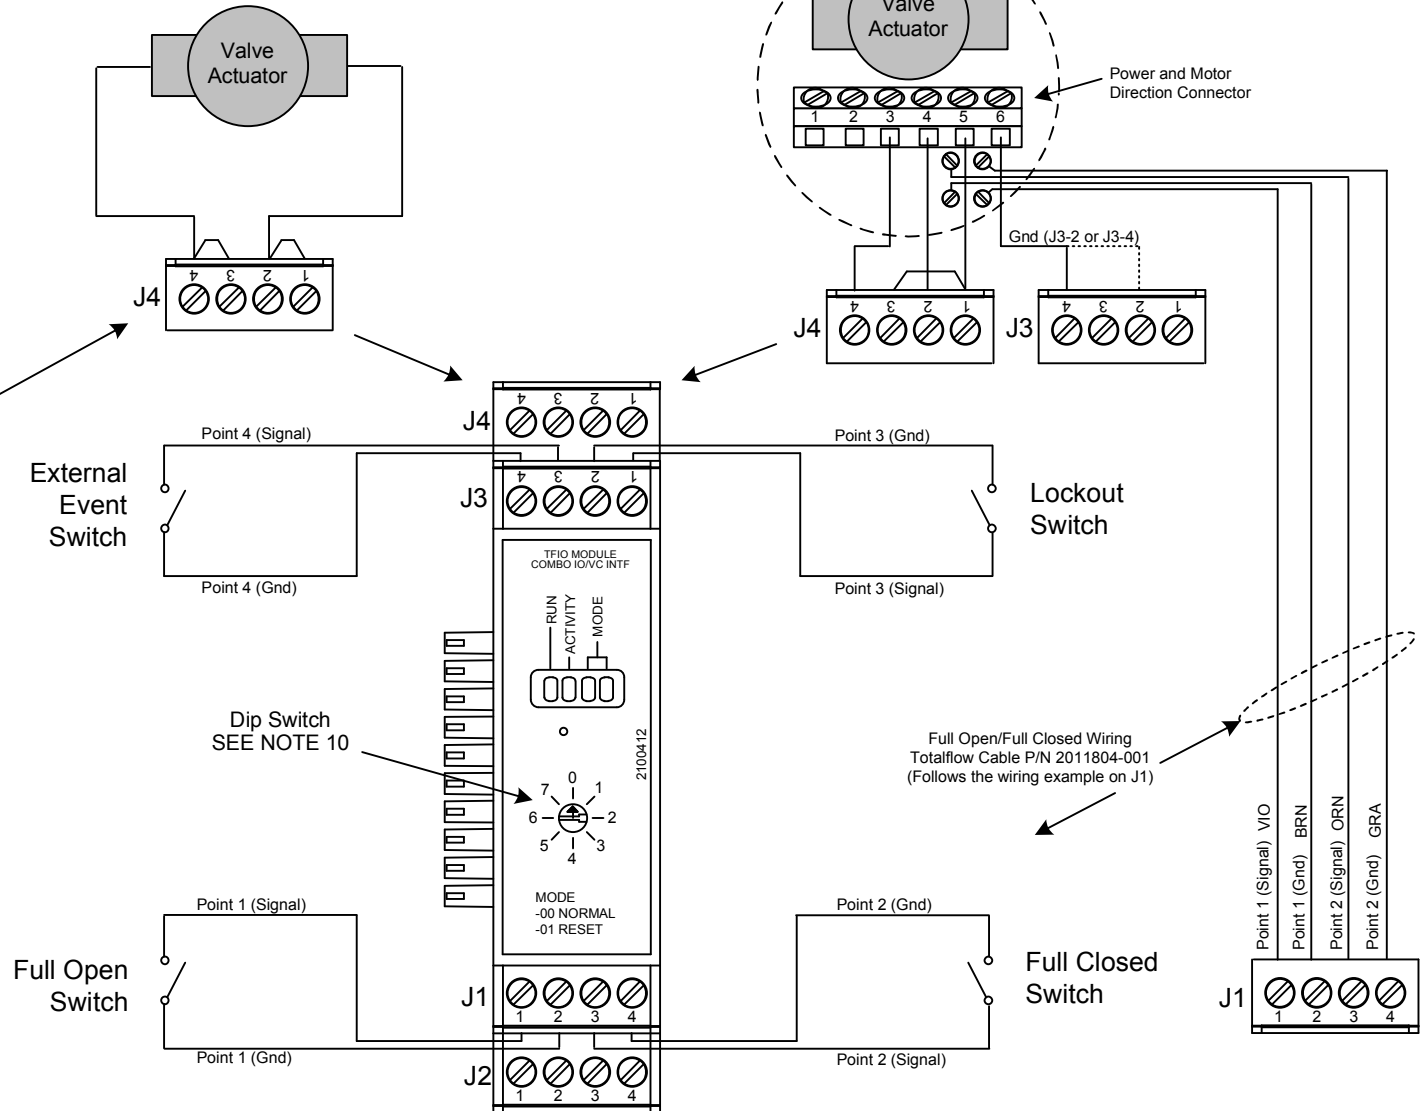 Valve
Actuator
Valve
Actuator
Power and Motor
Direction Connector
1 2 3 4 5 6
Gnd (J3-2 or J3-4)
J4
4 3 2 1
J4
4 3 2 1
J3
4 3 2 1
J4
4 3 2 1
Point 4 (Signal)
Point 3 (Gnd)
External
Event
Switch
J3
4 3 2 1
Lockout
Switch
Point 4 (Gnd)
Point 3 (Signal)
TFIO MODULE
COMBO IO/VC INTF
RUN
ACTIVITY
MODE
Dip Switch
SEE NOTE 10
2100412
0
1
2
3
4
5
6
7
Full Open/Full Closed Wiring
Totalflow Cable P/N 2011804-001
(Follows the wiring example on J1)
MODE
-00 NORMAL
-01 RESET
Point 1 (Signal)
Point 2 (Gnd)
Full Open
Switch
Full Closed
Switch
Point 1 (Signal) VIO
Point 1 (Gnd) BRN
Point 2 (Signal) ORN
Point 2 (Gnd) GRA
J1
1 2 3 4
J1
1 2 3 4
Point 1 (Gnd)
Point 2 (Signal)
J2
1 2 3 4